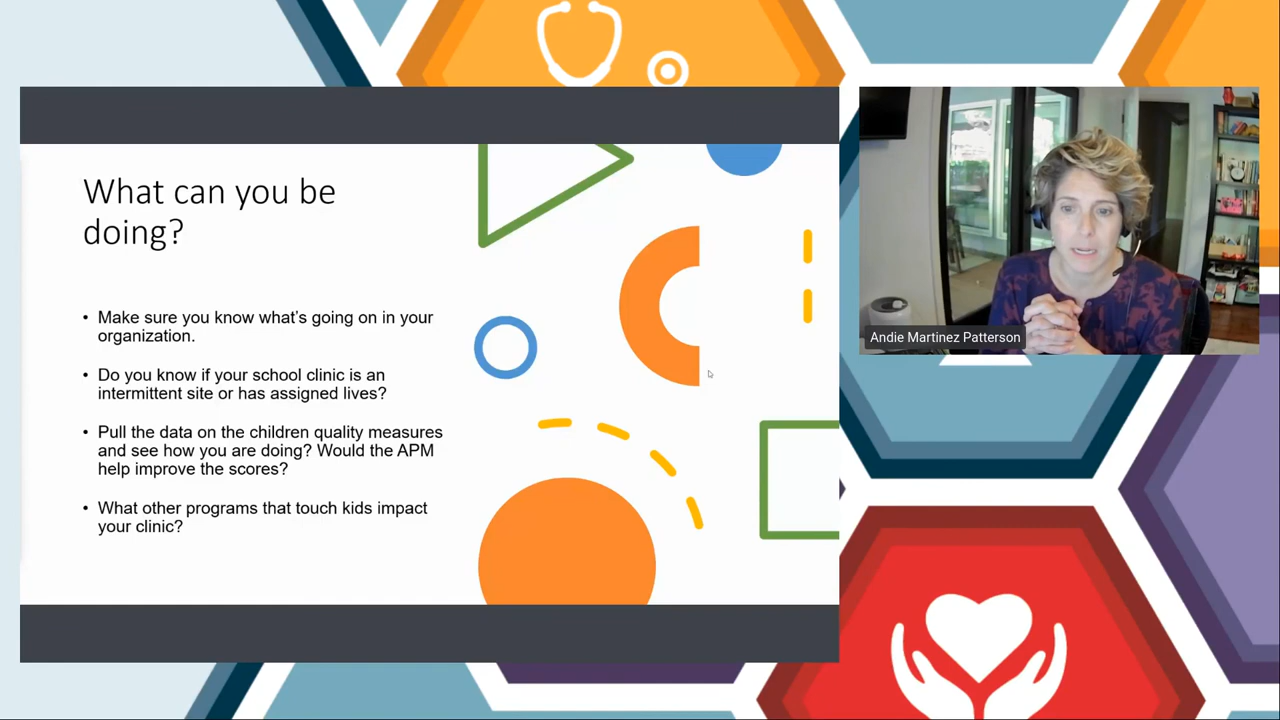 What can you be
doing?
• Make sure you know what's going on in your
organization.
• Do you know if your school clinic is an
intermittent site or has assigned lives?
• Pull the data on the children quality measures
and see how you are doing? Would the APM
help improve the scores?
• What other programs that touch kids impact
your clinic?
Andie Martinez Patterson